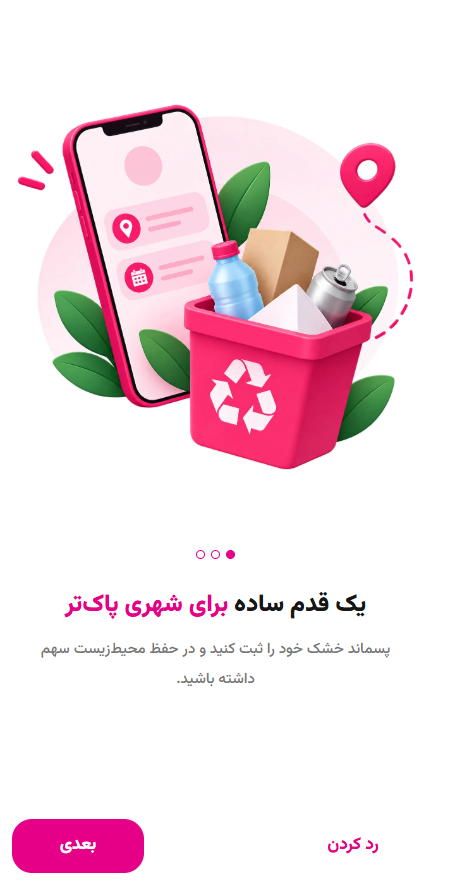 یک قدم ساده برای شهری پاک‌تر
پسماند خشک خود را ثبت کنید و در حفظ محیط‌زیست سهم
داشته باشید.
رد کردن
بعدی